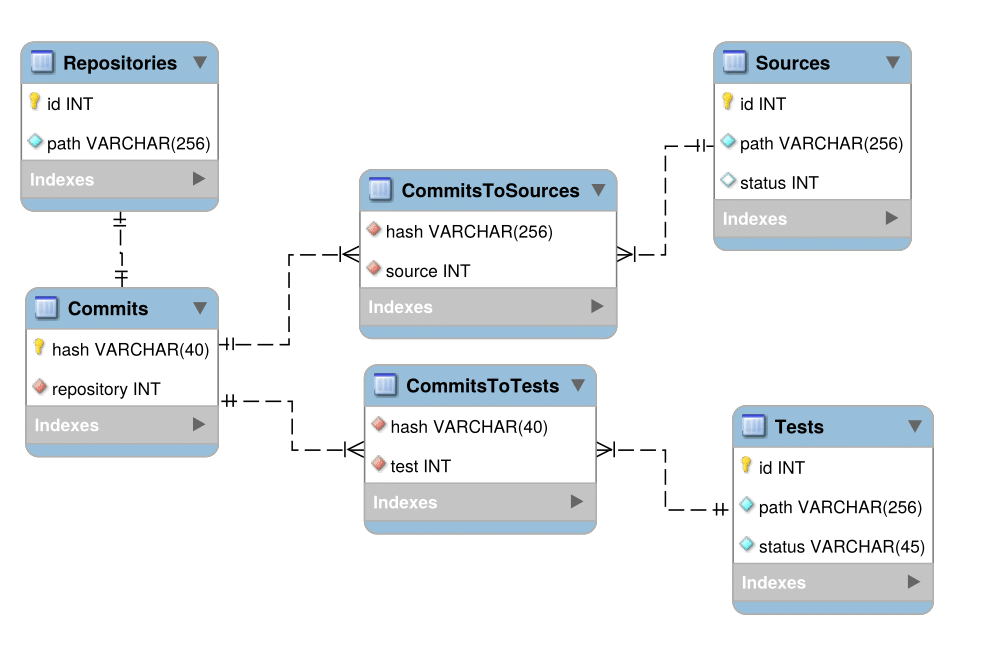 Repositories
id INT
path VARCHAR(256)
Indexes
Commits
hash VARCHAR(40)
repository INT
Indexes
CommitsToSources
hash VARCHAR(256)
source INT
Indexes
CommitsToTests
hash VARCHAR(40)
test INT
Indexes
Sources
id INT
path VARCHAR(256)
status INT
Indexes
Tests
id INT
path VARCHAR(256)
status VARCHAR(45)
Indexes